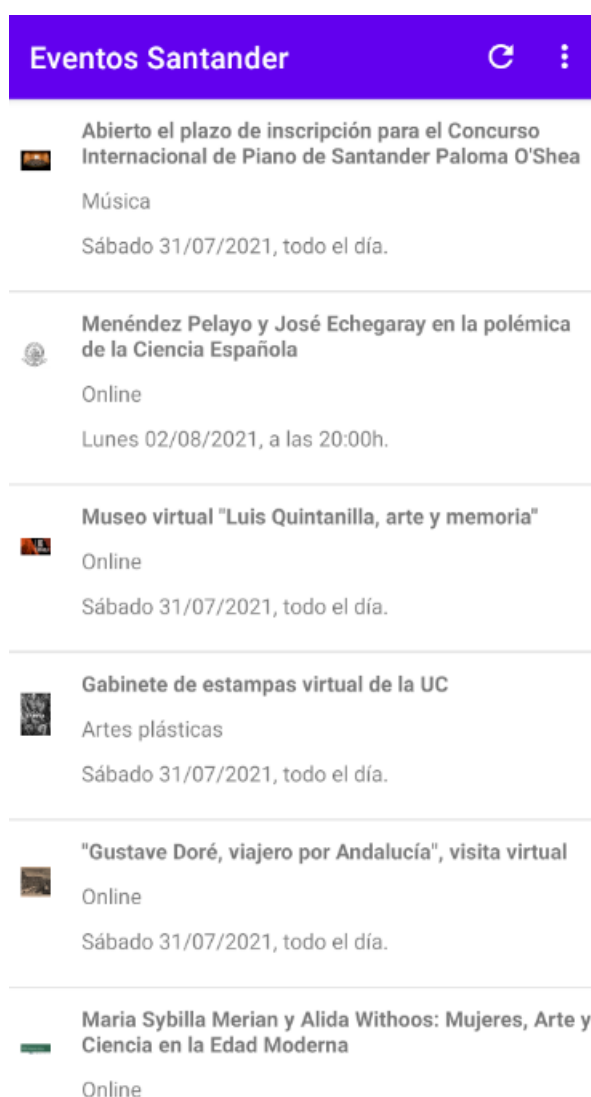 Eventos Santander
Abierto el plazo de inscripción para el Concurso
Internacional de Piano de Santander Paloma O'Shea
Música
Sábado 31/07/2021, todo el día.
Menéndez Pelayo y José Echegaray en la polémica
de la Ciencia Española
Online
Lunes 02/08/2021, a las 20:00h.
Museo virtual "Luis Quintanilla, arte y memoria"
Online
Sábado 31/07/2021, todo el día.
Gabinete de estampas virtual de la UC
Artes plásticas
Sábado 31/07/2021, todo el día.
"Gustave Doré, viajero por Andalucía", visita virtual
Online
Sábado 31/07/2021, todo el día.
Maria Sybilla Merian y Alida Withoos: Mujeres, Arte y
Ciencia en la Edad Moderna
Online